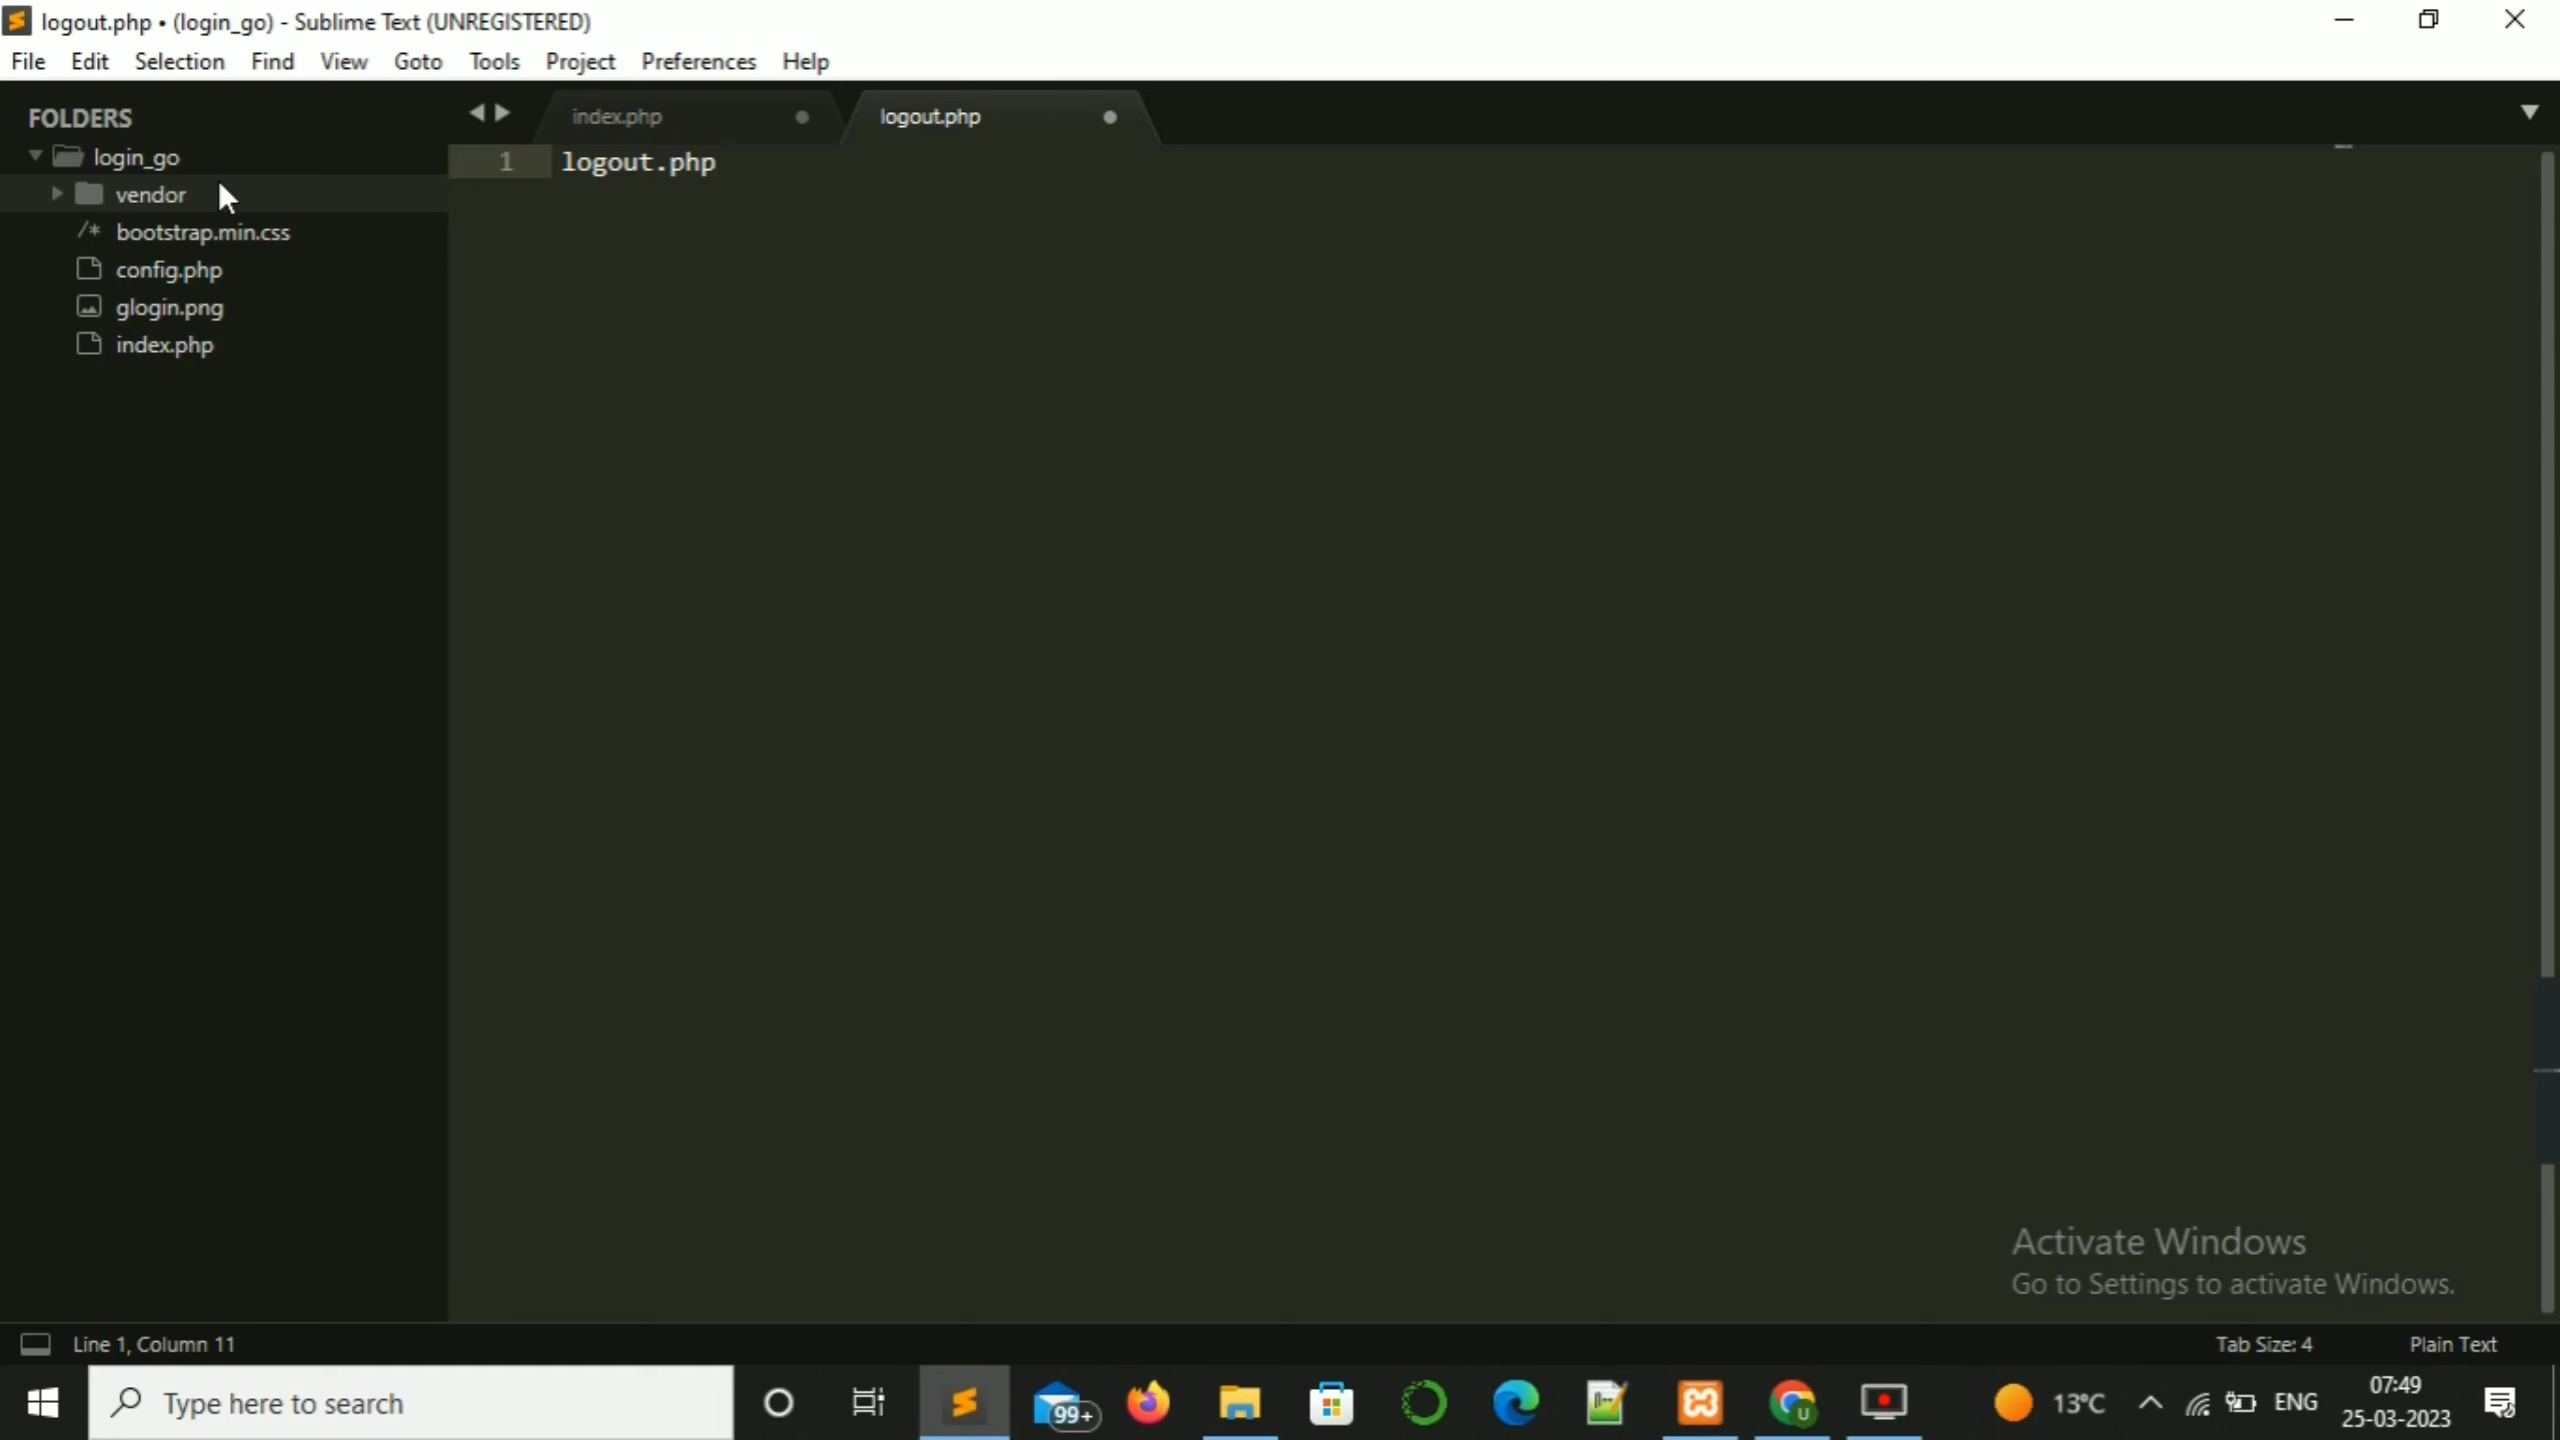 logout.php • (login_go) - Sublime Text (UNREGISTERED)
File Edit Selection Find View Goto Tools Project Preferences Help
FOLDERS
login_go
vendor
/* bootstrap.min.css
config.php
glogin.png
index.php
index.php logout.php
1 logout.php
Activate Windows
Go to Settings to activate Windows.
Line 1, Column 11 Tab Size: 4 Plain Text
Type here to search 99+ U 13°C ENG 07:49
25-03-2023